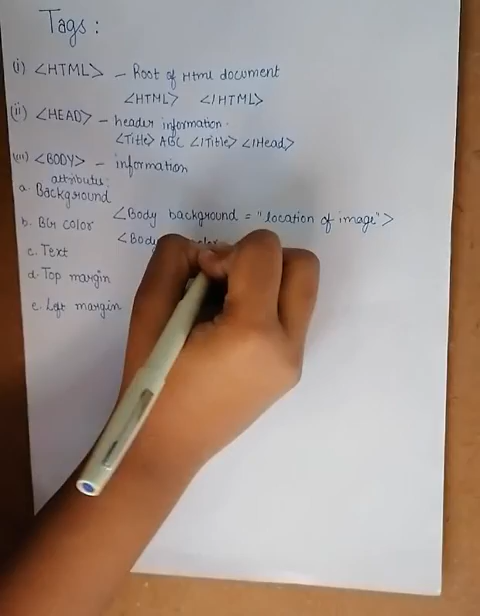 Tags :
(i) <HTML> - Root of Html document
<HTML> </HTML>
(ii) <HEAD> - header information.
<Title> ABC </Title> </Head>
(iii) <BODY> - information
attributes:
a. Background
<Body background = "location of image">
b. BG color
<Body color
c. Text
d. Top margin
e. Left margin